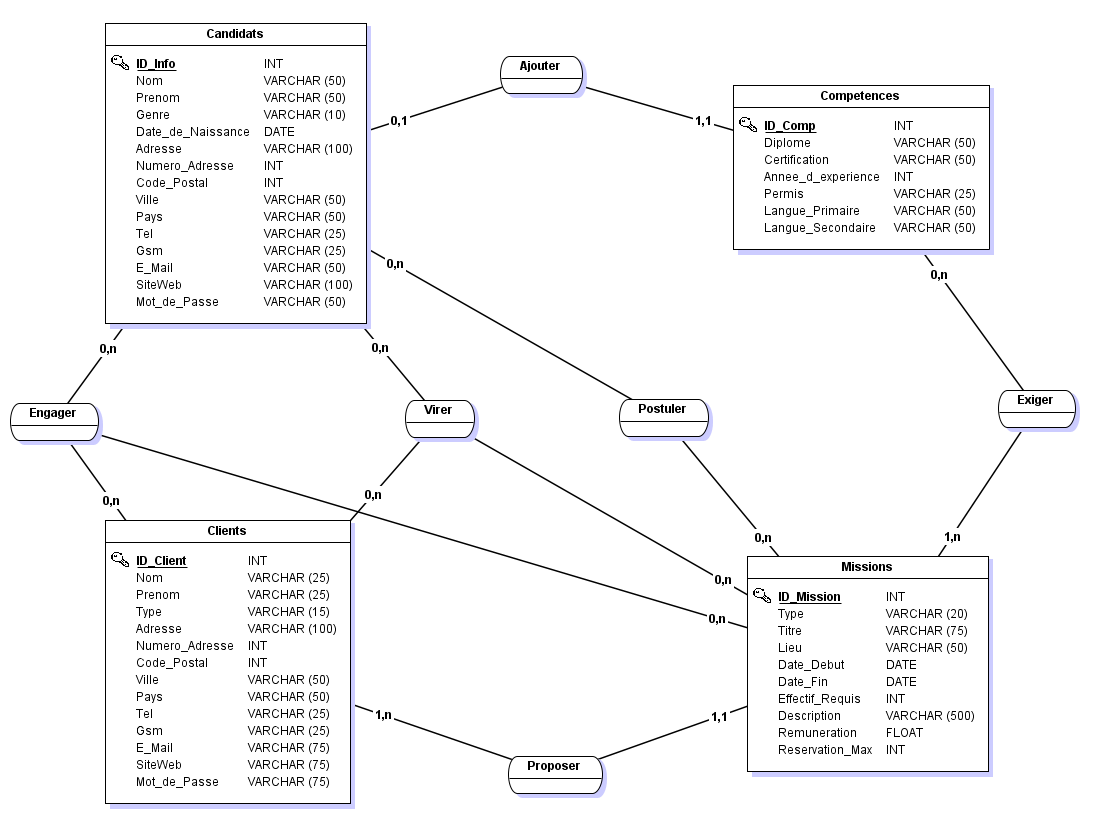 Candidats
ID_Info INT
Nom VARCHAR (50)
Prenom VARCHAR (50)
Genre VARCHAR (10)
Date_de_Naissance DATE
Adresse VARCHAR (100)
Numero_Adresse INT
Code_Postal INT
Ville VARCHAR (50)
Pays VARCHAR (50)
Tel VARCHAR (25)
Gsm VARCHAR (25)
E_Mail VARCHAR (50)
SiteWeb VARCHAR (100)
Mot_de_Passe VARCHAR (50)
Ajouter
0,1
1,1
Competences
ID_Comp INT
Diplome VARCHAR (50)
Certification VARCHAR (50)
Annee_d_experience INT
Permis VARCHAR (25)
Langue_Primaire VARCHAR (50)
Langue_Secondaire VARCHAR (50)
0,n
0,n
0,n
0,n
Engager
Virer
Postuler
Exiger
0,n
0,n
0,n
1,n
0,n
0,n
Clients
ID_Client INT
Nom VARCHAR (25)
Prenom VARCHAR (25)
Type VARCHAR (15)
Adresse VARCHAR (100)
Numero_Adresse INT
Code_Postal INT
Ville VARCHAR (50)
Pays VARCHAR (50)
Tel VARCHAR (25)
Gsm VARCHAR (25)
E_Mail VARCHAR (75)
SiteWeb VARCHAR (75)
Mot_de_Passe VARCHAR (75)
Missions
ID_Mission INT
Type VARCHAR (20)
Titre VARCHAR (75)
Lieu VARCHAR (50)
Date_Debut DATE
Date_Fin DATE
Effectif_Requis INT
Description VARCHAR (500)
Remuneration FLOAT
Reservation_Max INT
1,n
1,1
Proposer